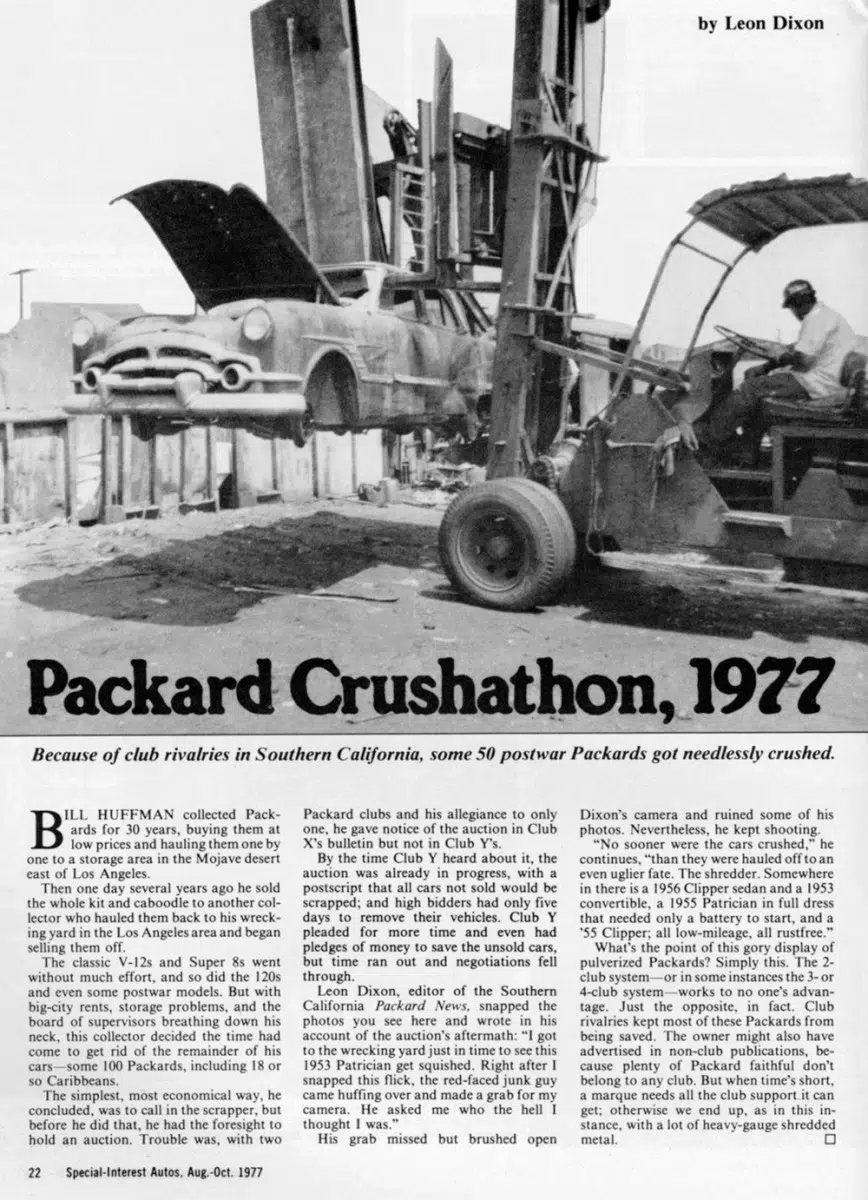 by Leon Dixon
Packard Crushathon, 1977
Because of club rivalries in Southern California, some 50 postwar Packards got needlessly crushed.
BILL HUFFMAN collected Pack-
ards for 30 years, buying them at
low prices and hauling them one by
one to a storage area in the Mojave desert
east of Los Angeles.
Then one day several years ago he sold
the whole kit and caboodle to another col-
lector who hauled them back to his wreck-
ing yard in the Los Angeles area and began
selling them off.
The classic V-12s and Super 8s went
without much effort, and so did the 120s
and even some postwar models. But with
big-city rents, storage problems, and the
board of supervisors breathing down his
neck, this collector decided the time had
come to get rid of the remainder of his
cars—some 100 Packards, including 18 or
so Caribbeans.
The simplest, most economical way, he
concluded, was to call in the scrapper, but
before he did that, he had the foresight to
hold an auction. Trouble was, with two
Packard clubs and his allegiance to only
one, he gave notice of the auction in Club
X's bulletin but not in Club Y's.
By the time Club Y heard about it, the
auction was already in progress, with a
postscript that all cars not sold would be
scrapped; and high bidders had only five
days to remove their vehicles. Club Y
pleaded for more time and even had
pledges of money to save the unsold cars,
but time ran out and negotiations fell
through.
Leon Dixon, editor of the Southern
California Packard News, snapped the
photos you see here and wrote in his
account of the auction's aftermath: "I got
to the wrecking yard just in time to see this
1953 Patrician get squished. Right after I
snapped this flick, the red-faced junk guy
came huffing over and made a grab for my
camera. He asked me who the hell I
thought I was."
His grab missed but brushed open
Dixon's camera and ruined some of his
photos. Nevertheless, he kept shooting.
"No sooner were the cars crushed," he
continues, "than they were hauled off to an
even uglier fate. The shredder. Somewhere
in there is a 1956 Clipper sedan and a 1953
convertible, a 1955 Patrician in full dress
that needed only a battery to start, and a
'55 Clipper; all low-mileage, all rustfree."
What's the point of this gory display of
pulverized Packards? Simply this. The 2-
club system—or in some instances the 3- or
4-club system—works to no one's advan-
tage. Just the opposite, in fact. Club
rivalries kept most of these Packards from
being saved. The owner might also have
advertised in non-club publications, be-
cause plenty of Packard faithful don't
belong to any club. But when time's short,
a marque needs all the club support it can
get; otherwise we end up, as in this in-
stance, with a lot of heavy-gauge shredded
metal. □
22 Special-Interest Autos, Aug.-Oct. 1977